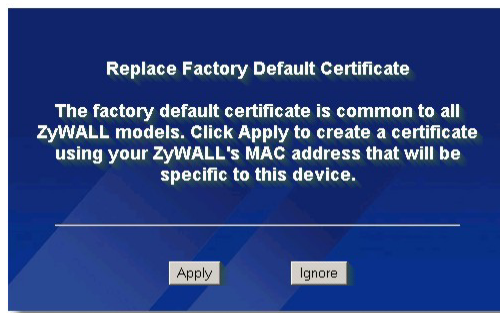 Replace Factory Default Certificate
The factory default certificate is common to all
ZyWALL models. Click Apply to create a certificate
using your ZyWALL's MAC address that will be
specific to this device.
Apply
Ignore